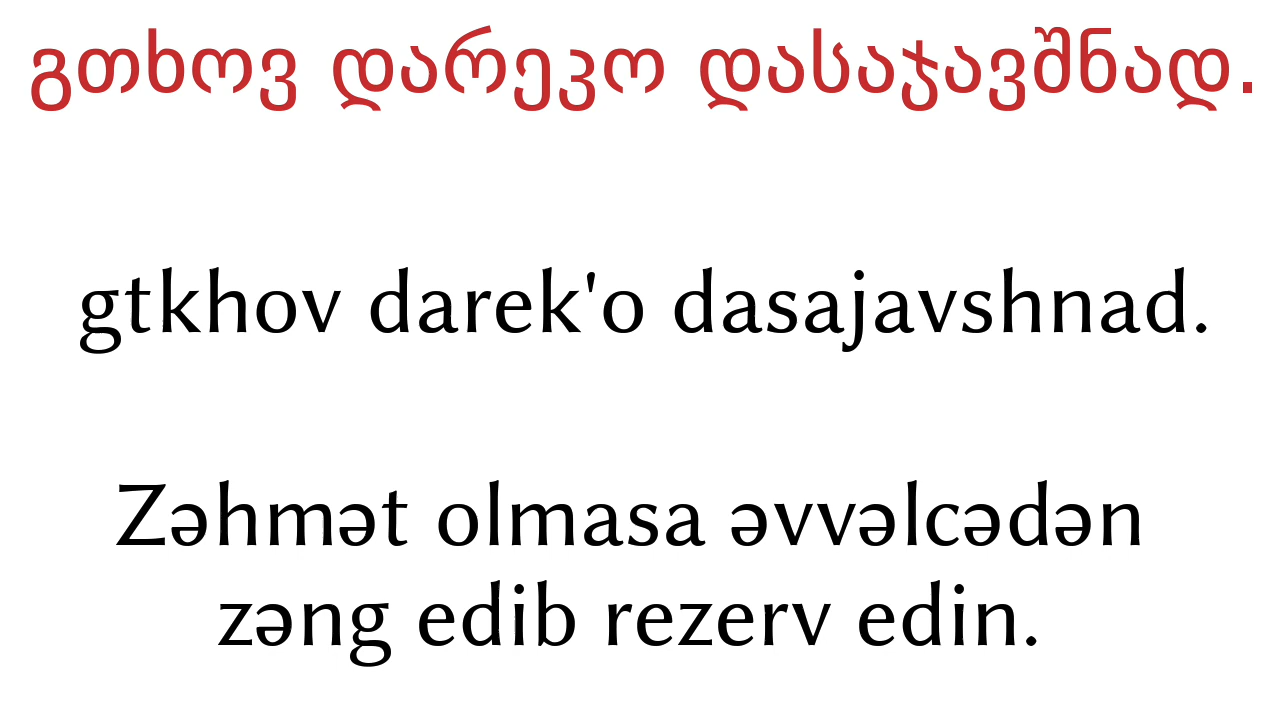 გთხოვ დარეკო დასაჯავშნად.
gtkhov darek'o dasajavshnad.
Zəhmət olmasa əvvəlcədən
zəng edib rezerv edin.